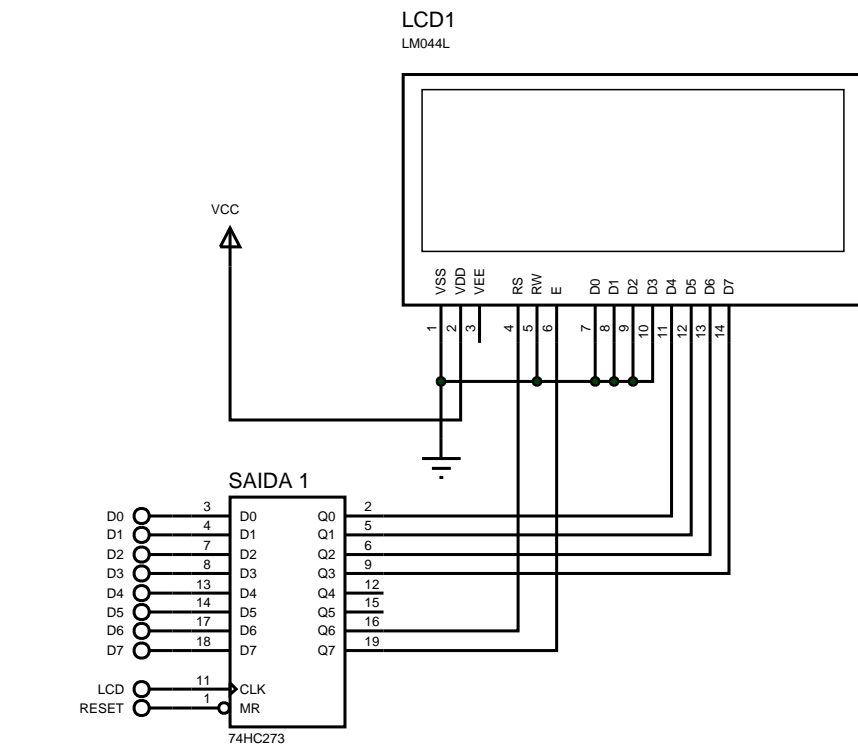 LCD1
LM044L
VCC
VSS
VDD
VEE
RS
RW
E
D0
D1
D2
D3
D4
D5
D6
D7
1
2
3
4
5
6
7
8
9
10
11
12
13
14
SAIDA 1
D0 3 D0 Q0 2
D1 4 D1 Q1 5
D2 7 D2 Q2 6
D3 8 D3 Q3 9
D4 13 D4 Q4 12
D5 14 D5 Q5 15
D6 17 D6 Q6 16
D7 18 D7 Q7 19
LCD 11 CLK
RESET 1 MR
74HC273